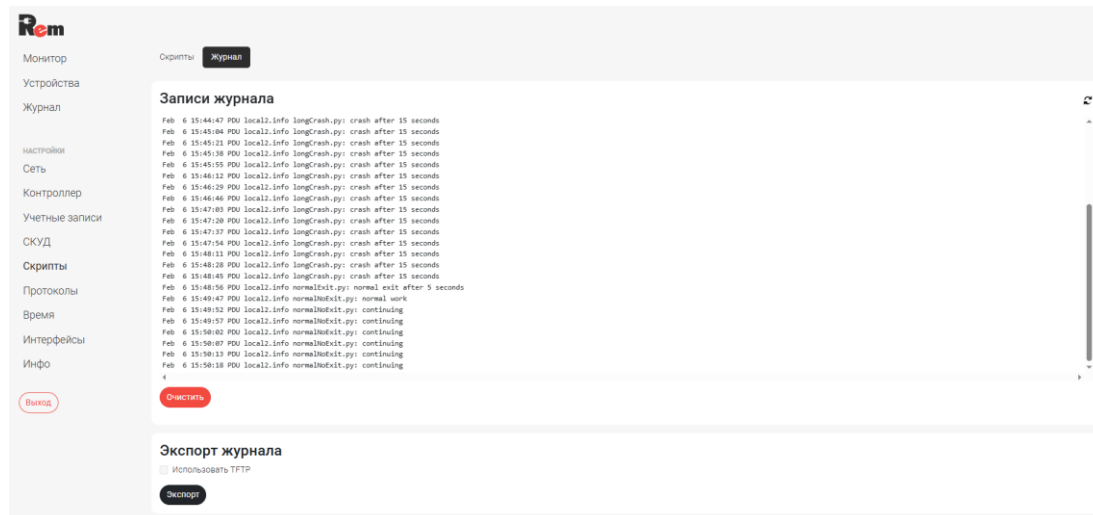 Rem
Монитор
Устройства
Журнал
НАСТРОЙКИ
Сеть
Контроллер
Учетные записи
СКУД
Скрипты
Протоколы
Время
Интерфейсы
Инфо
Выход
Скрипты Журнал
Записи журнала
Feb 6 15:44:47 PDU local2.info longCrash.py: crash after 15 seconds
Feb 6 15:45:04 PDU local2.info longCrash.py: crash after 15 seconds
Feb 6 15:45:21 PDU local2.info longCrash.py: crash after 15 seconds
Feb 6 15:45:38 PDU local2.info longCrash.py: crash after 15 seconds
Feb 6 15:45:55 PDU local2.info longCrash.py: crash after 15 seconds
Feb 6 15:46:12 PDU local2.info longCrash.py: crash after 15 seconds
Feb 6 15:46:29 PDU local2.info longCrash.py: crash after 15 seconds
Feb 6 15:46:46 PDU local2.info longCrash.py: crash after 15 seconds
Feb 6 15:47:03 PDU local2.info longCrash.py: crash after 15 seconds
Feb 6 15:47:20 PDU local2.info longCrash.py: crash after 15 seconds
Feb 6 15:47:37 PDU local2.info longCrash.py: crash after 15 seconds
Feb 6 15:47:54 PDU local2.info longCrash.py: crash after 15 seconds
Feb 6 15:48:11 PDU local2.info longCrash.py: crash after 15 seconds
Feb 6 15:48:28 PDU local2.info longCrash.py: crash after 15 seconds
Feb 6 15:48:45 PDU local2.info longCrash.py: crash after 15 seconds
Feb 6 15:48:56 PDU local2.info normalExit.py: normal exit after 5 seconds
Feb 6 15:49:47 PDU local2.info normalNoExit.py: normal work
Feb 6 15:49:52 PDU local2.info normalNoExit.py: continuing
Feb 6 15:49:57 PDU local2.info normalNoExit.py: continuing
Feb 6 15:50:02 PDU local2.info normalNoExit.py: continuing
Feb 6 15:50:07 PDU local2.info normalNoExit.py: continuing
Feb 6 15:50:13 PDU local2.info normalNoExit.py: continuing
Feb 6 15:50:18 PDU local2.info normalNoExit.py: continuing
Очистить
Экспорт журнала
Использовать TFTP
Экспорт